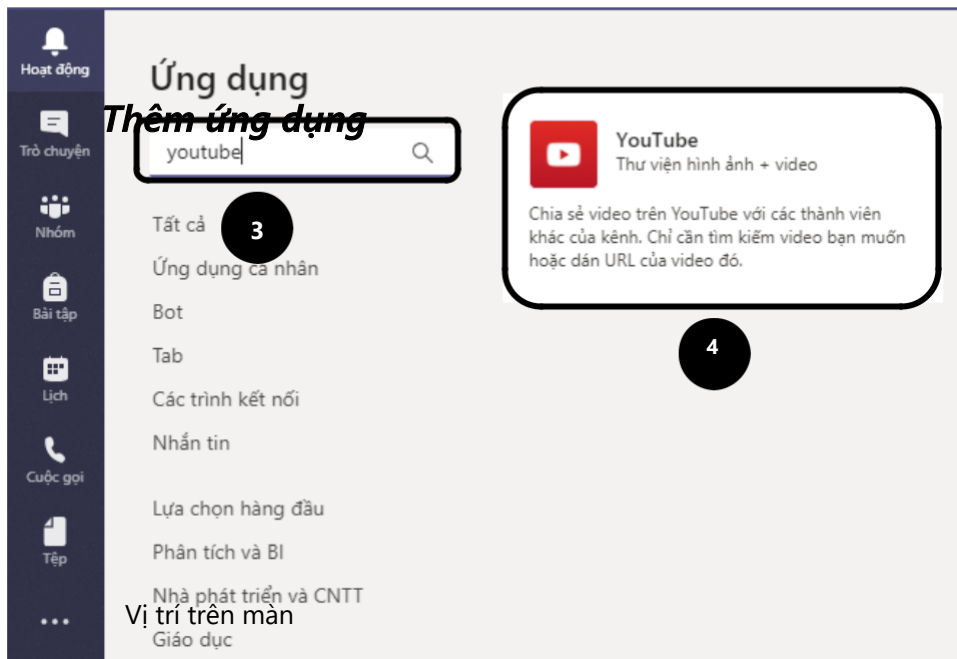 Hoạt động
Trò chuyện
Nhóm
Bài tập
Lịch
Cuộc gọi
Tệp
Ứng dụng
Thêm ứng dụng
youtube
3
Tất cả
Ứng dụng cá nhân
Bot
Tab
Các trình kết nối
Nhắn tin
Lựa chọn hàng đầu
Phân tích và BI
Nhà phát triển và CNTT
Vị trí trên màn
Giáo dục
YouTube
Thư viện hình ảnh + video
Chia sẻ video trên YouTube với các thành viên
khác của kênh. Chỉ cần tìm kiếm video bạn muốn
hoặc dán URL của video đó.
4